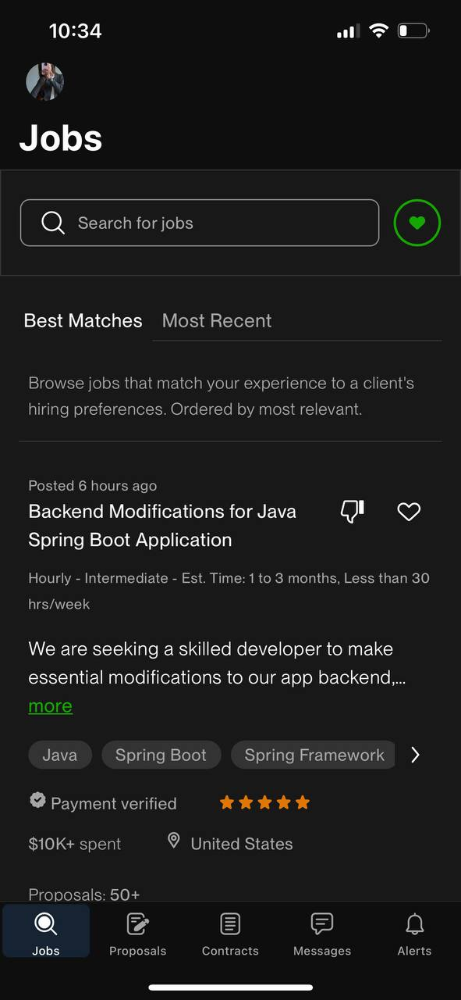 10:34
Jobs
Search for jobs
Best Matches Most Recent
Browse jobs that match your experience to a client's
hiring preferences. Ordered by most relevant.
Posted 6 hours ago
Backend Modifications for Java
Spring Boot Application
Hourly - Intermediate - Est. Time: 1 to 3 months, Less than 30
hrs/week
We are seeking a skilled developer to make
essential modifications to our app backend,...
more
Java Spring Boot Spring Framework
Payment verified
$10K+ spent United States
Proposals: 50+
Jobs Proposals Contracts Messages Alerts